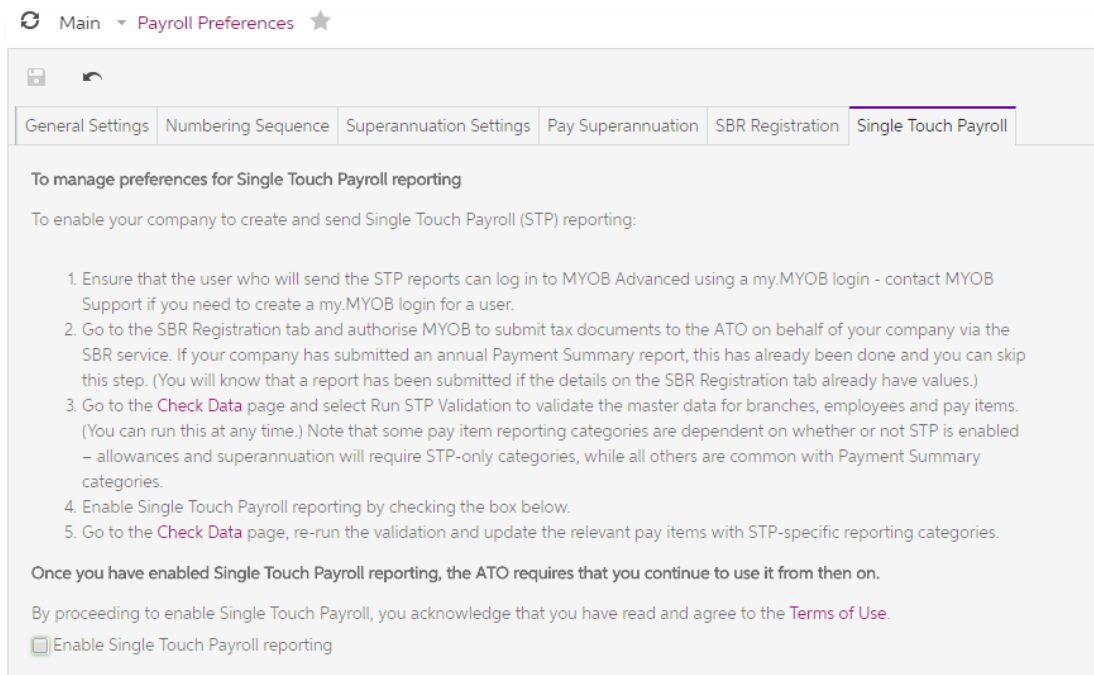 Main Payroll Preferences
General Settings Numbering Sequence Superannuation Settings Pay Superannuation SBR Registration Single Touch Payroll
To manage preferences for Single Touch Payroll reporting
To enable your company to create and send Single Touch Payroll (STP) reporting:
1. Ensure that the user who will send the STP reports can log in to MYOB Advanced using a my.MYOB login - contact MYOB
Support if you need to create a my.MYOB login for a user.
2. Go to the SBR Registration tab and authorise MYOB to submit tax documents to the ATO on behalf of your company via the
SBR service. If your company has submitted an annual Payment Summary report, this has already been done and you can skip
this step. (You will know that a report has been submitted if the details on the SBR Registration tab already have values.)
3. Go to the Check Data page and select Run STP Validation to validate the master data for branches, employees and pay items.
(You can run this at any time.) Note that some pay item reporting categories are dependent on whether or not STP is enabled
– allowances and superannuation will require STP-only categories, while all others are common with Payment Summary
categories.
4. Enable Single Touch Payroll reporting by checking the box below.
5. Go to the Check Data page, re-run the validation and update the relevant pay items with STP-specific reporting categories.
Once you have enabled Single Touch Payroll reporting, the ATO requires that you continue to use it from then on.
By proceeding to enable Single Touch Payroll, you acknowledge that you have read and agree to the Terms of Use.
Enable Single Touch Payroll reporting